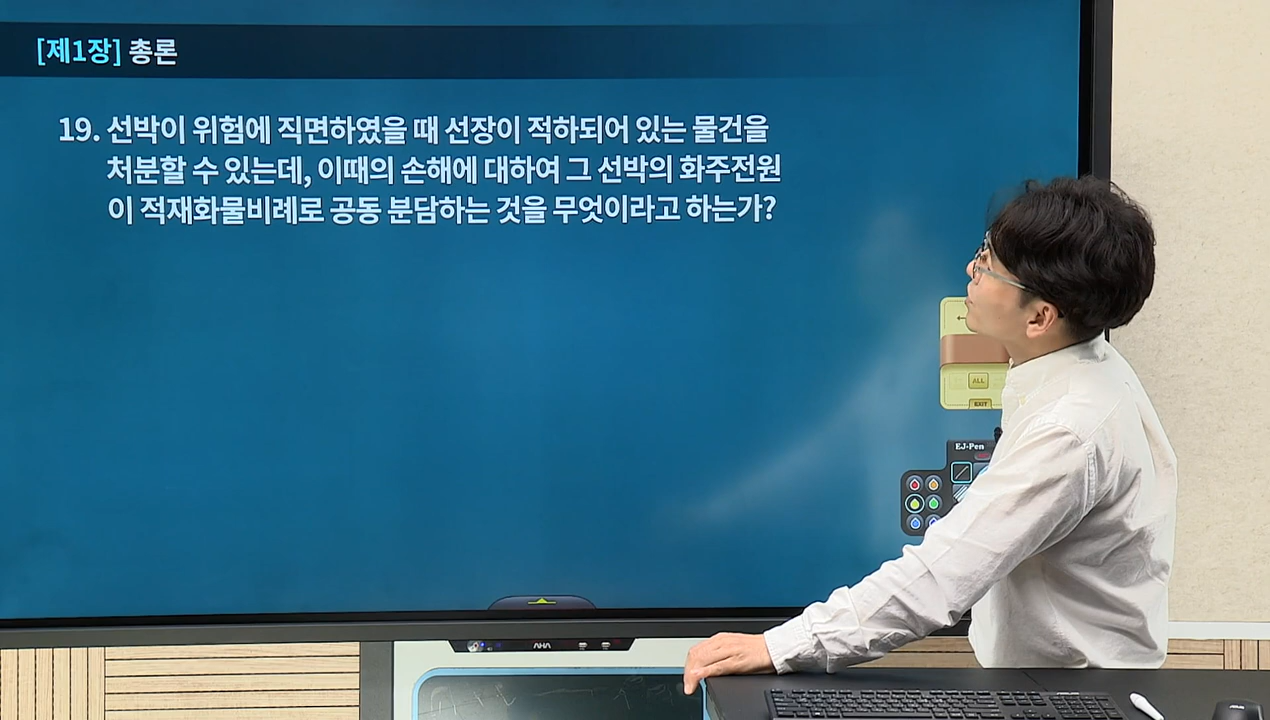 [제1장] 총론
19. 선박이 위험에 직면하였을 때 선장이 적하되어 있는 물건을
처분할 수 있는데, 이때의 손해에 대하여 그 선박의 화주전원
이 적재화물비례로 공동 분담하는 것을 무엇이라고 하는가?
ALL
EXIT
EJ-Pen
AHA